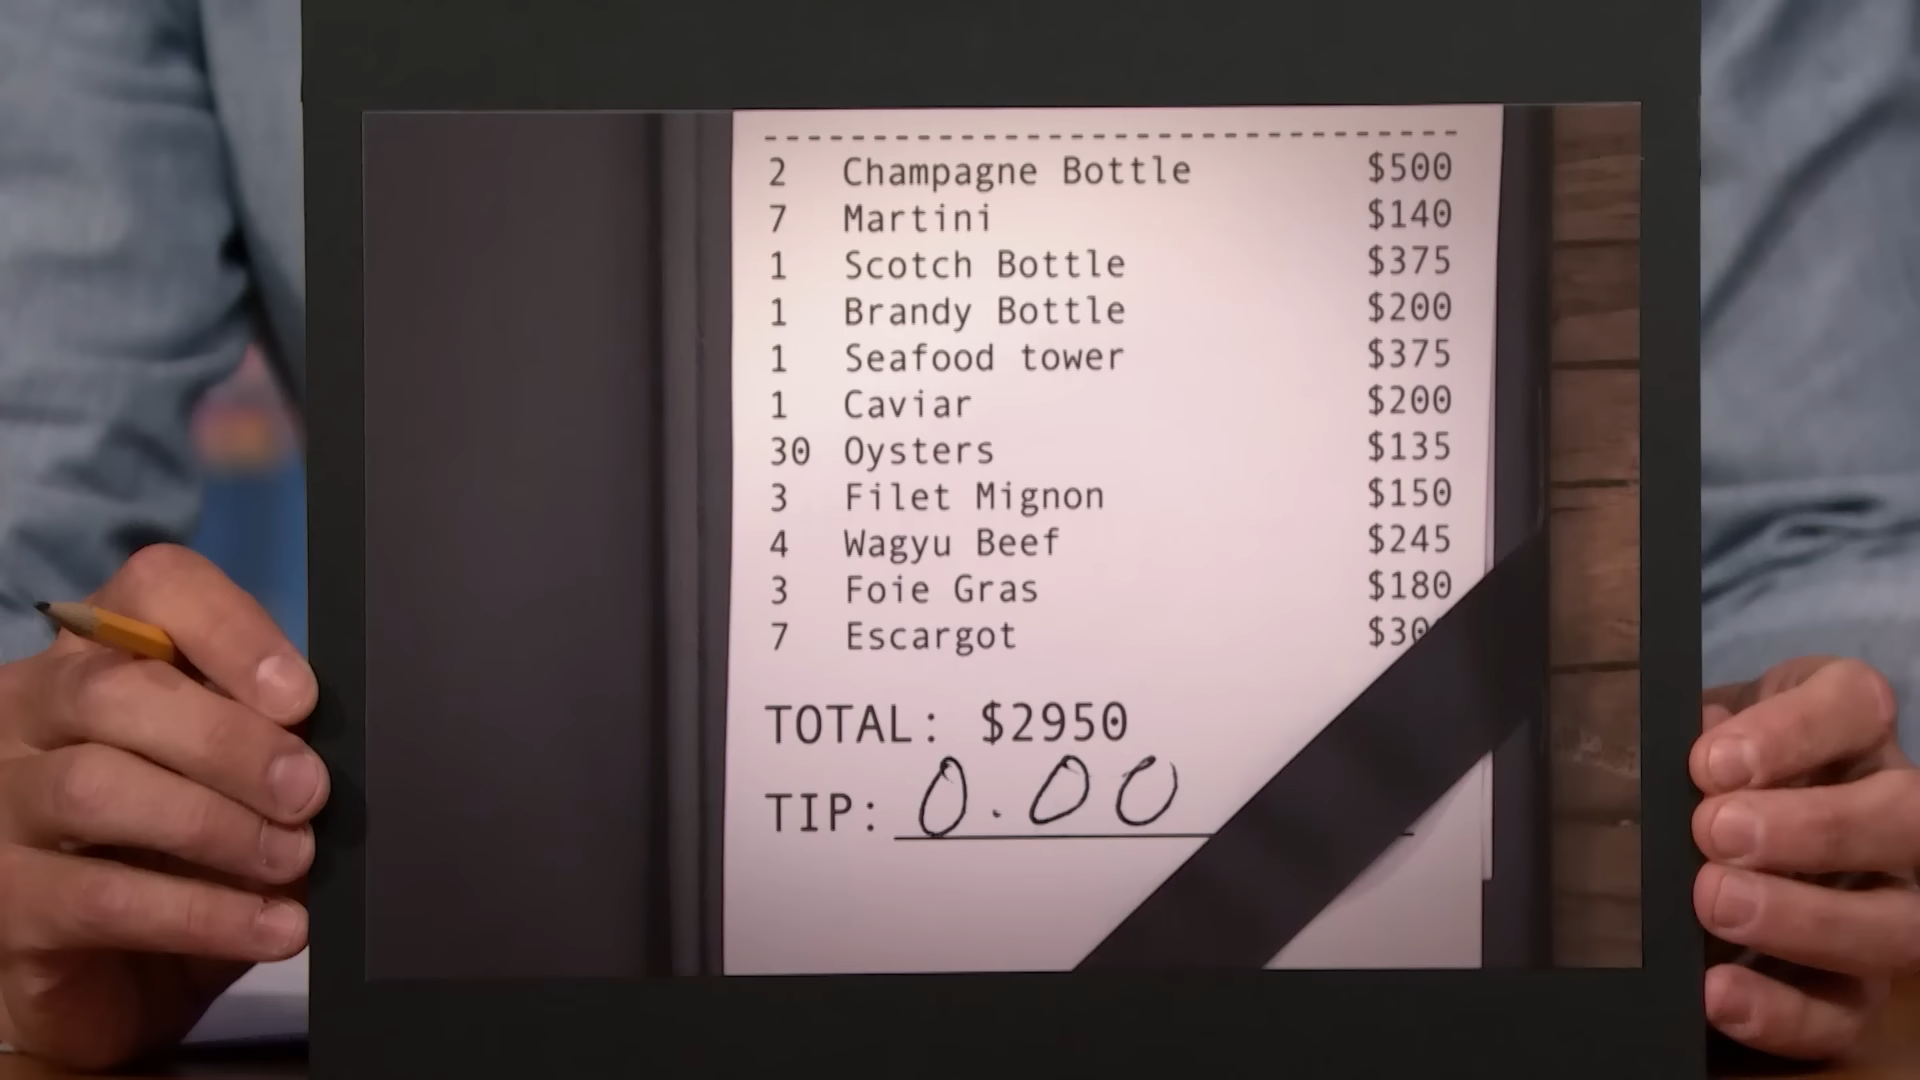 --------------------------------
2 Champagne Bottle $500
7 Martini $140
1 Scotch Bottle $375
1 Brandy Bottle $200
1 Seafood tower $375
1 Caviar $200
30 Oysters $135
3 Filet Mignon $150
4 Wagyu Beef $245
3 Foie Gras $180
7 Escargot
TOTAL: $2950
TIP: 0.00